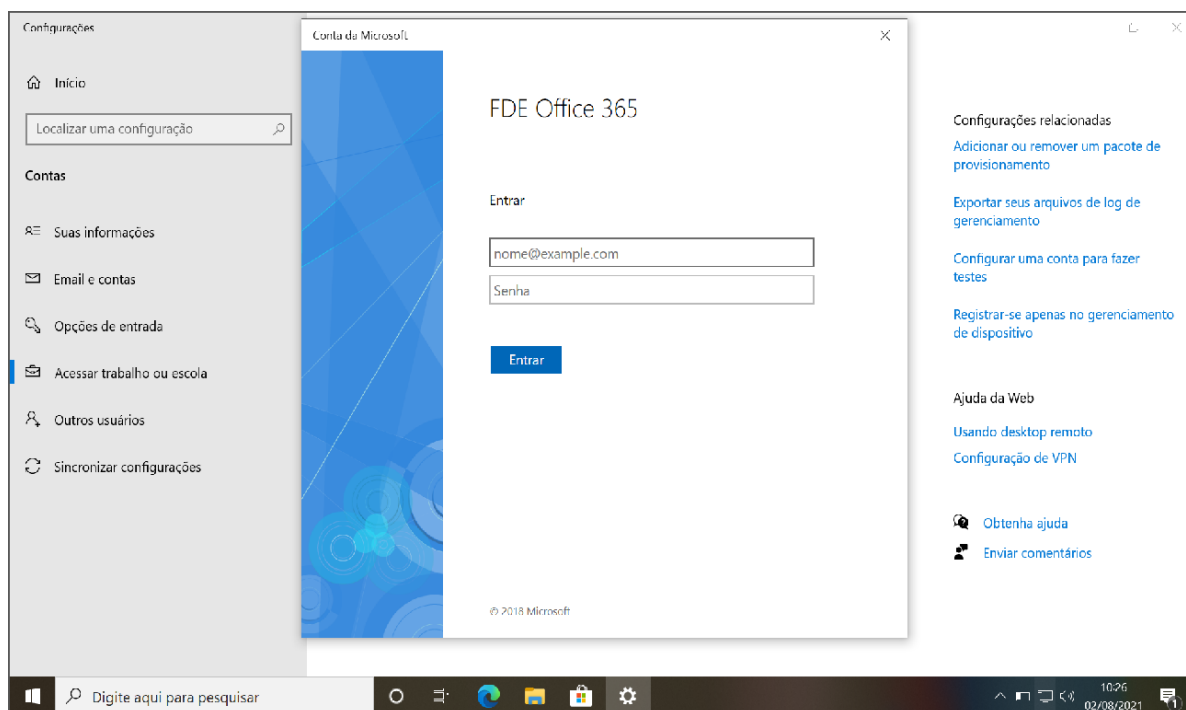 Configurações
Início
Localizar uma configuração
Contas
Suas informações
Email e contas
Opções de entrada
Acessar trabalho ou escola
Outros usuários
Sincronizar configurações
Conta da Microsoft
FDE Office 365
Entrar
nome@example.com
Senha
Entrar
© 2018 Microsoft
Configurações relacionadas
Adicionar ou remover um pacote de
provisionamento
Exportar seus arquivos de log de
gerenciamento
Configurar uma conta para fazer
testes
Registrar-se apenas no gerenciamento
de dispositivo
Ajuda da Web
Usando desktop remoto
Configuração de VPN
Obtenha ajuda
Enviar comentários
Digite aqui para pesquisar
10:26
02/08/2021
1